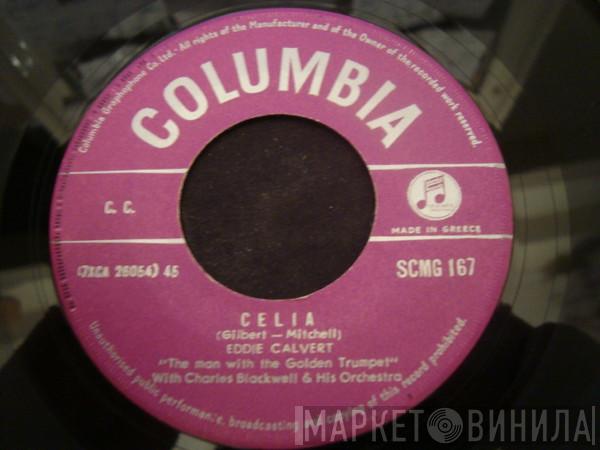 Columbia Graphophone Co. Ltd.- All rights of the Manufacturer and of the Owner of the recorded work reserved.
COLUMBIA
C. C.
MADE IN GREECE
(7XCA 26054) 45
SCMG 167
CELIA
(Gilbert — Mitchell)
EDDIE CALVERT
"The man with the Golden Trumpet"
With Charles Blackwell & His Orchestra
Unauthorised public performance, broadcasting and copying of this record prohibited.
МАРКЕТ ВИНИЛА